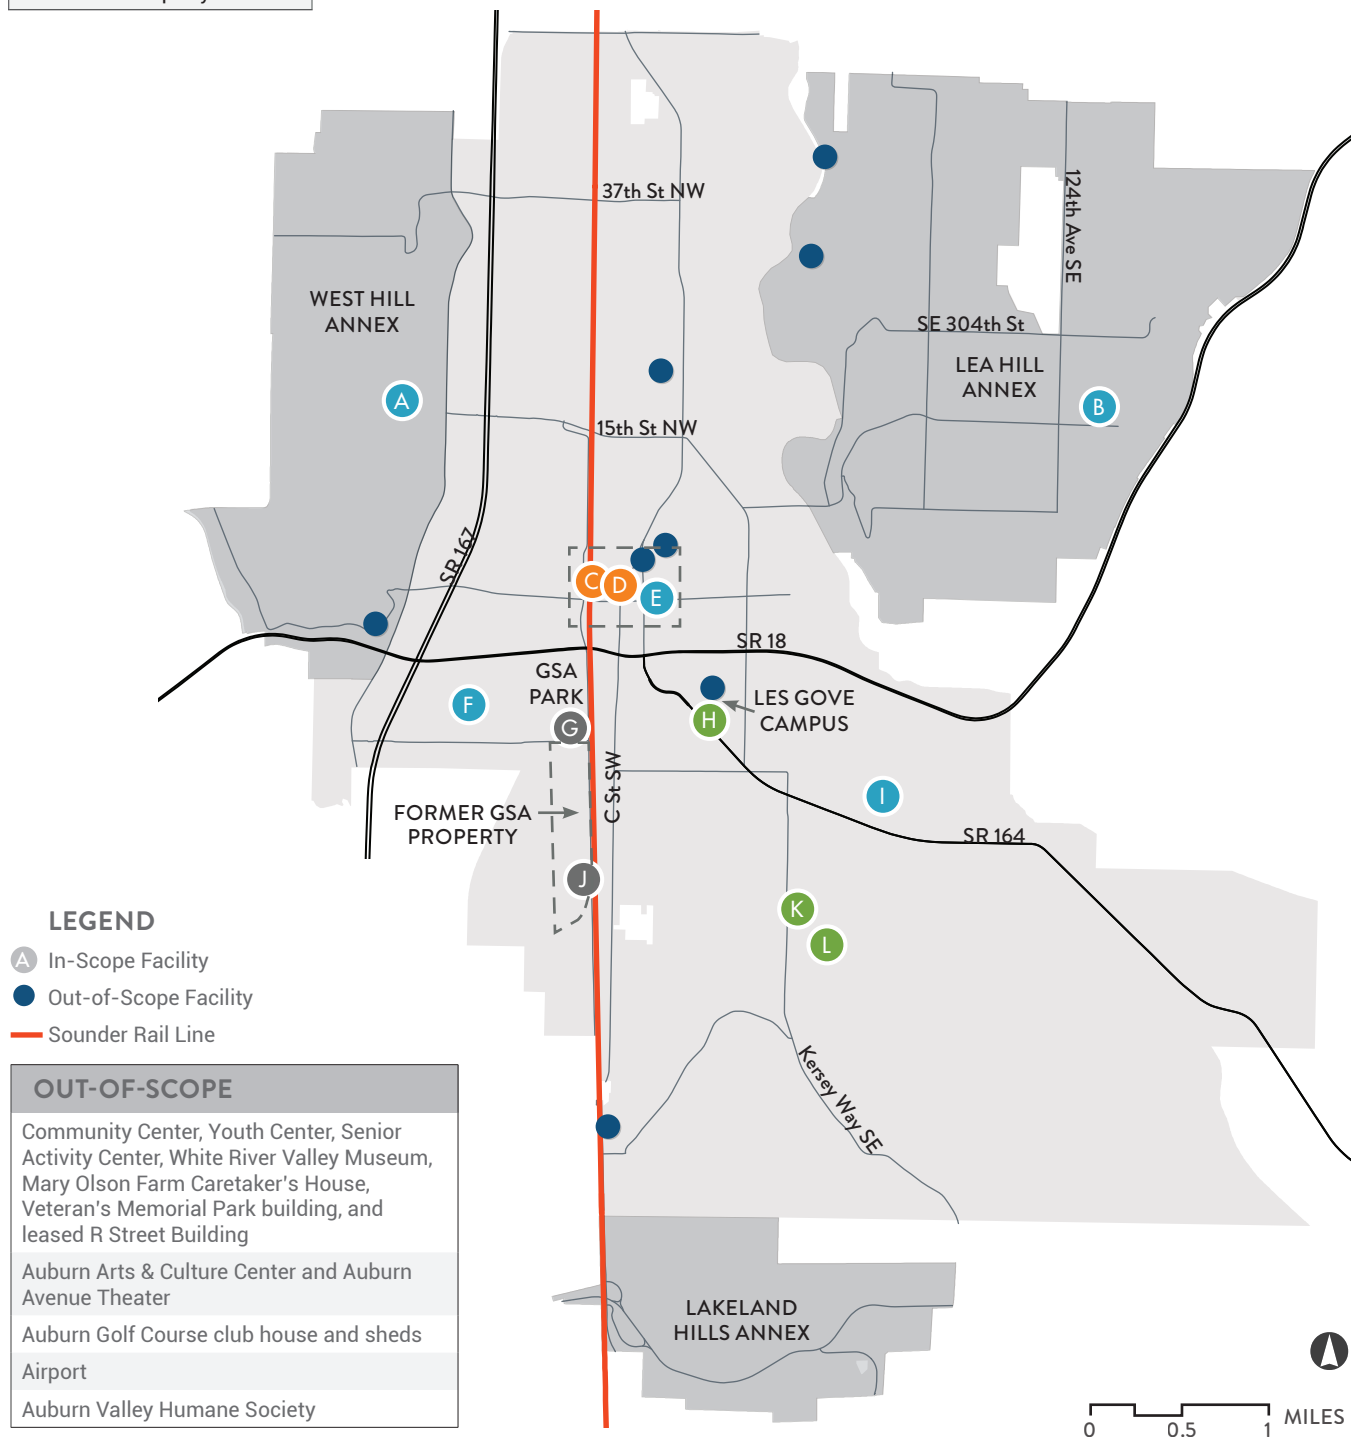 37th St NW
124th Ave SE
WEST HILL
ANNEX
SE 304th St
LEA HILL
ANNEX
A
B
15th St NW
SR 167
C
D
E
SR 18
GSA
PARK
F
LES GOVE
CAMPUS
G
H
C St SW
I
FORMER GSA
PROPERTY
SR 164
J
K
L
LEGEND
A In-Scope Facility
Out-of-Scope Facility
Sounder Rail Line
Kersey Way SE
OUT-OF-SCOPE
Community Center, Youth Center, Senior
Activity Center, White River Valley Museum,
Mary Olson Farm Caretaker's House,
Veteran's Memorial Park building, and
leased R Street Building
Auburn Arts & Culture Center and Auburn
Avenue Theater
Auburn Golf Course club house and sheds
Airport
Auburn Valley Humane Society
LAKELAND
HILLS ANNEX
0 0.5 1 MILES